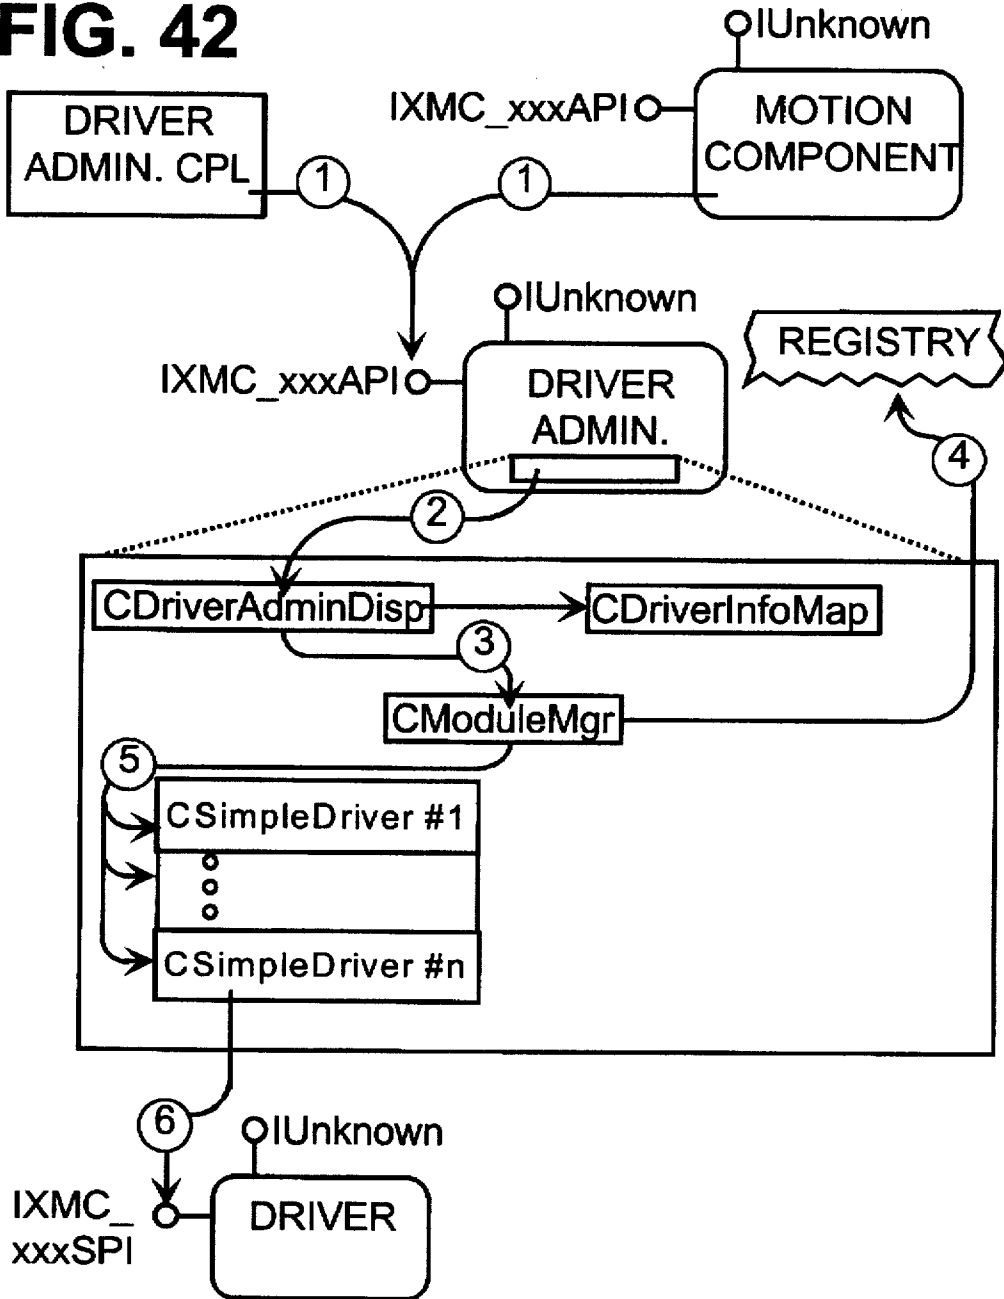 FIG. 42
IUnknown
IXMC_xxxAPI
MOTION
COMPONENT
DRIVER
ADMIN. CPL
1
1
IUnknown
REGISTRY
IXMC_xxxAPI
DRIVER
ADMIN.
4
2
CDriverAdminDisp
CDriverInfoMap
3
CModuleMgr
5
CSimpleDriver #1
CSimpleDriver #n
6
IUnknown
IXMC_
xxxSPI
DRIVER